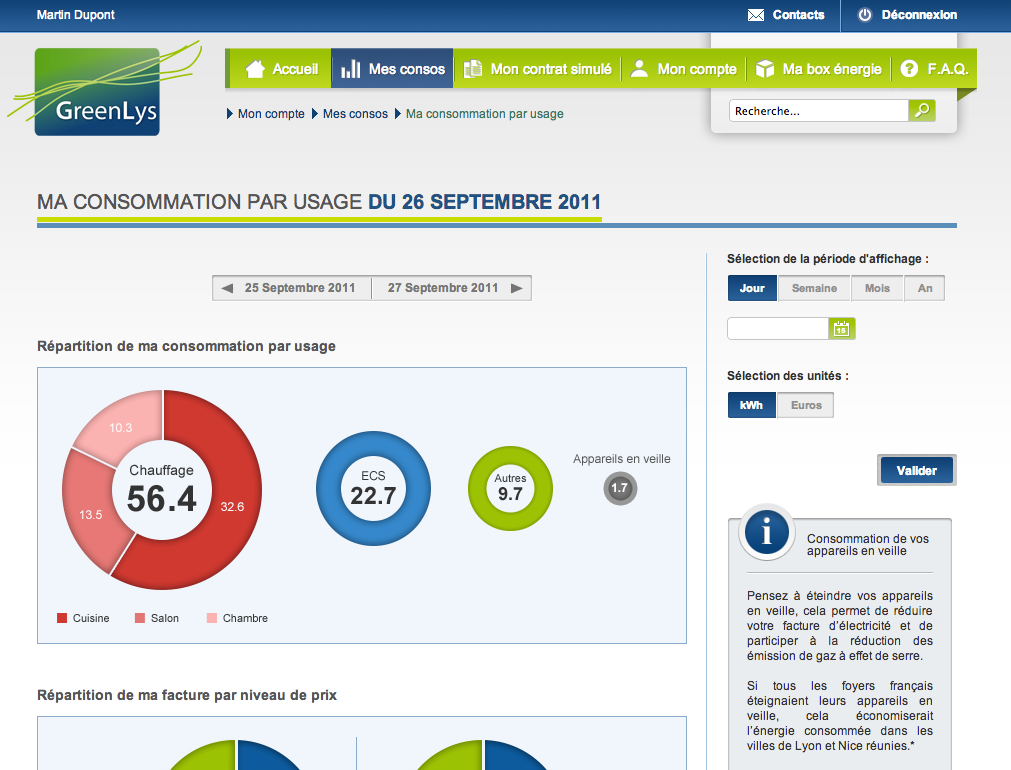 Martin Dupont
Contacts
Déconnexion
GreenLys
Accueil
Mes consos
Mon contrat simulé
Mon compte
Ma box énergie
? F.A.Q.
Mon compte Mes consos Ma consommation par usage
Recherche...
MA CONSOMMATION PAR USAGE DU 26 SEPTEMBRE 2011
25 Septembre 2011
27 Septembre 2011
Répartition de ma consommation par usage
10.3
Chauffage
56.4
13.5
32.6
ECS
22.7
Autres
9.7
Appareils en veille
1.7
Cuisine
Salon
Chambre
Répartition de ma facture par niveau de prix
Sélection de la période d'affichage :
Jour
Semaine
Mois
An
15
Sélection des unités :
kWh
Euros
Valider
i
Consommation de vos
appareils en veille
Pensez à éteindre vos appareils
en veille, cela permet de réduire
votre facture d'électricité et de
participer à la réduction des
émission de gaz à effet de serre.
Si tous les foyers français
éteignaient leurs appareils en
veille, cela économiserait
l'énergie consommée dans les
villes de Lyon et Nice réunies.*